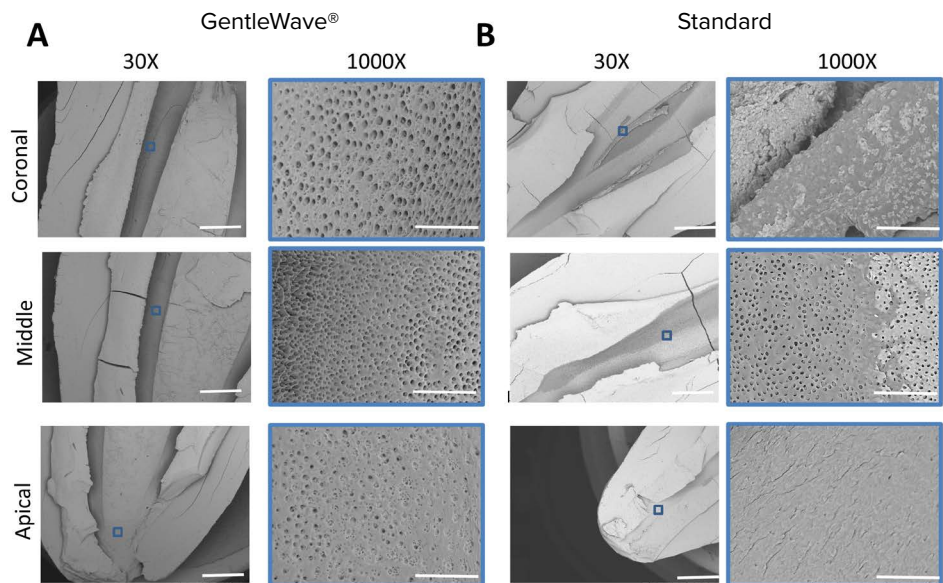 A GentleWave® B Standard
30X 1000X 30X 1000X
Coronal
Middle
Apical